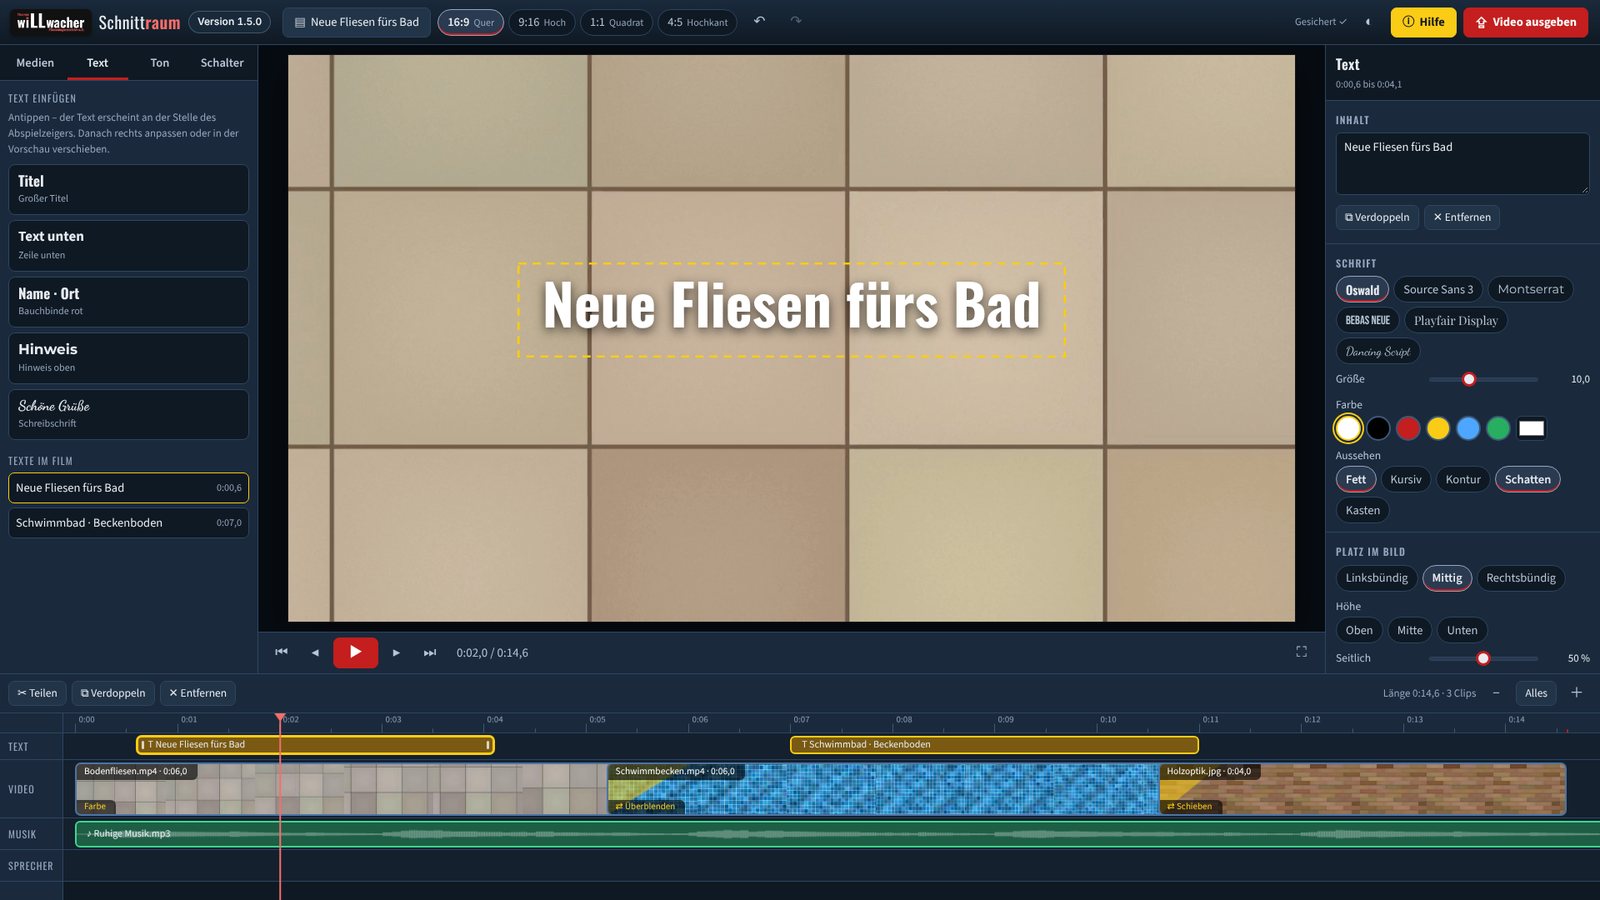 wiLLwacher Schnittraum Version 1.5.0 Neue Fliesen fürs Bad 16:9 Quer 9:16 Hoch 1:1 Quadrat 4:5 Hochkant Gesichert ✓ Hilfe Video ausgeben
Medien Text Ton Schalter
TEXT EINFÜGEN
Antippen – der Text erscheint an der Stelle des
Abspielzeigers. Danach rechts anpassen oder in der
Vorschau verschieben.
Titel
Großer Titel
Text unten
Zeile unten
Name · Ort
Bauchbinde rot
Hinweis
Hinweis oben
Schöne Grüße
Schreibschrift
TEXTE IM FILM
Neue Fliesen fürs Bad 0:00,6
Schwimmbad · Beckenboden 0:07,0
Neue Fliesen fürs Bad
0:02,0 / 0:14,6
Text
0:00,6 bis 0:04,1
INHALT
Neue Fliesen fürs Bad
Verdoppeln ✕ Entfernen
SCHRIFT
Oswald Source Sans 3 Montserrat
BEBAS NEUE Playfair Display
Dancing Script
Größe 10,0
Farbe
Aussehen
Fett Kursiv Kontur Schatten
Kasten
PLATZ IM BILD
Linksbündig Mittig Rechtsbündig
Höhe
Oben Mitte Unten
Seitlich 50 %
Teilen Verdoppeln ✕ Entfernen Länge 0:14,6 · 3 Clips − Alles +
0:00 0:01 0:02 0:03 0:04 0:05 0:06 0:07 0:08 0:09 0:10 0:11 0:12 0:13 0:14
TEXT T Neue Fliesen fürs Bad T Schwimmbad · Beckenboden
Bodenfliesen.mp4 · 0:06,0 Schwimmbecken.mp4 · 0:06,0 Holzoptik.jpg · 0:04,0
VIDEO
Farbe ⇄ Überblenden ⇄ Schieben
MUSIK ♪ Ruhige Musik.mp3
SPRECHER